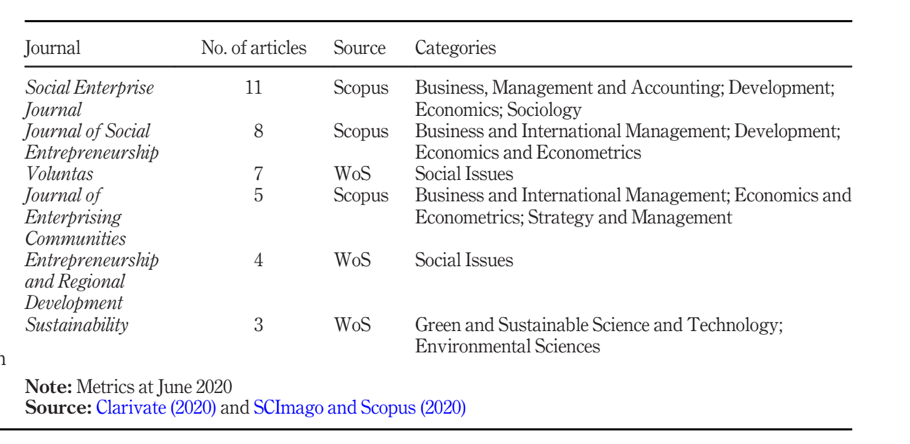 Journal No. of articles Source Categories
Social Enterprise 11 Scopus Business, Management and Accounting; Development;
Journal Economics; Sociology
Journal of Social 8 Scopus Business and International Management; Development;
Entrepreneurship Economics and Econometrics
Voluntas 7 WoS Social Issues
Journal of 5 Scopus Business and International Management; Economics and
Enterprising Econometrics; Strategy and Management
Communities
Entrepreneurship 4 WoS Social Issues
and Regional
Development
Sustainability 3 WoS Green and Sustainable Science and Technology;
Environmental Sciences
Note: Metrics at June 2020
Source: Clarivate (2020) and SCImago and Scopus (2020)